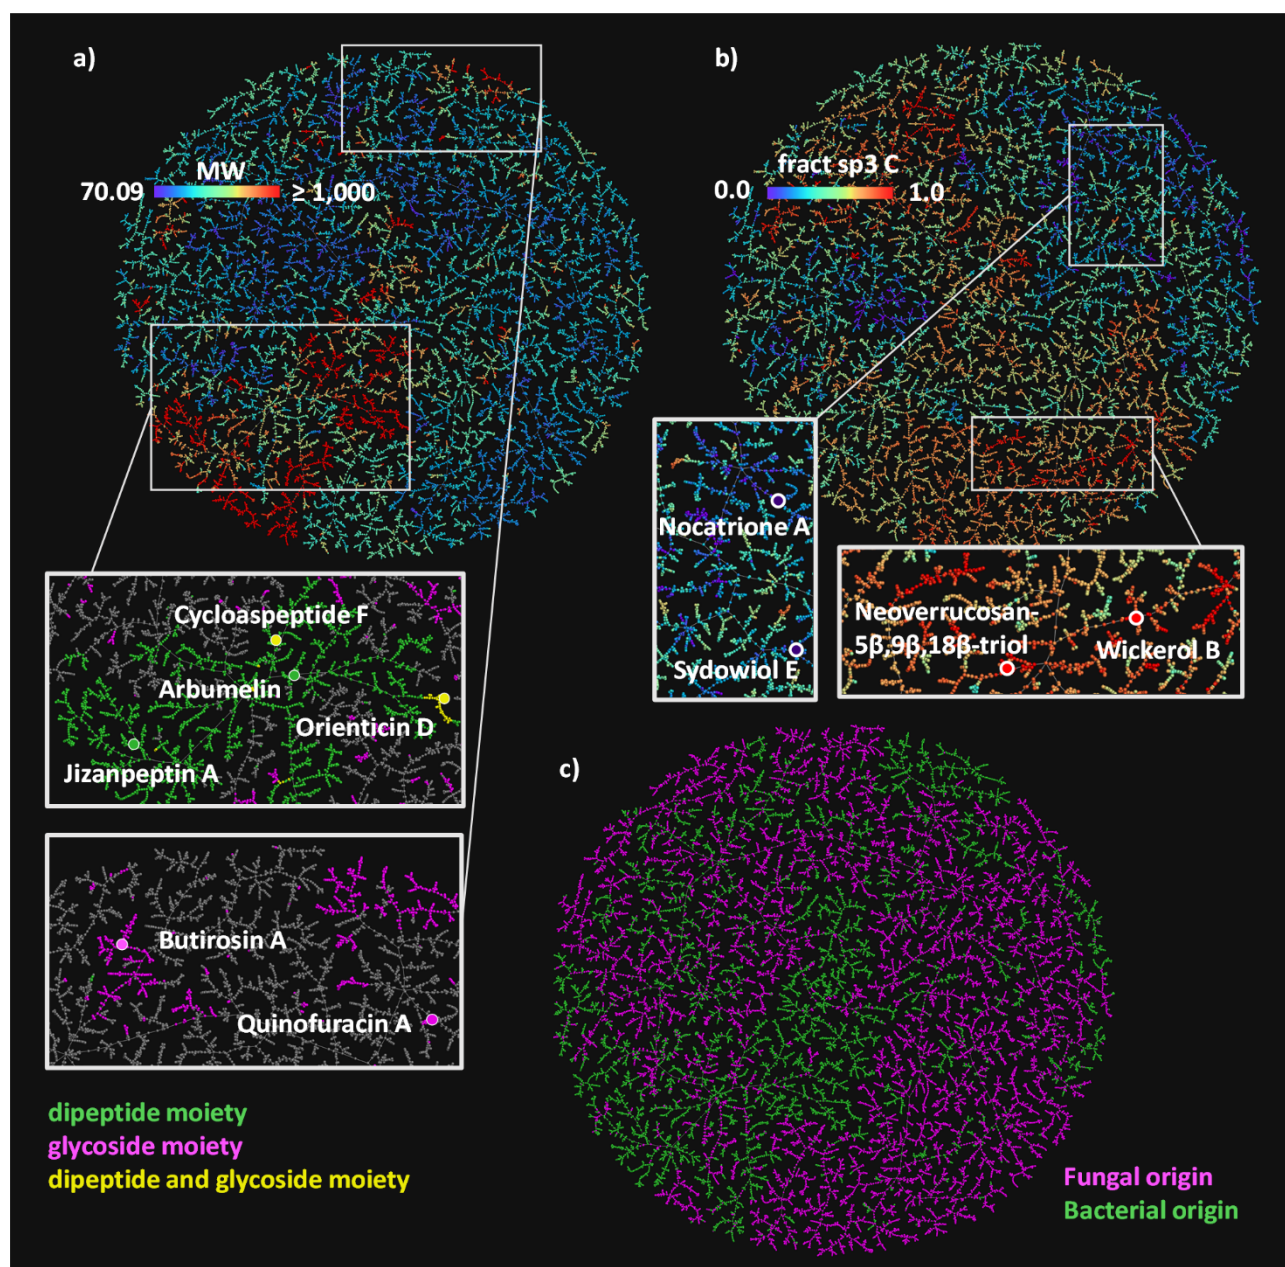 a)
MW
70.09
≥ 1,000
b)
fract sp3 C
0.0
1.0
Cycloaspeptide F
Arbumelin
Orienticin D
Jizanpeptin A
Butirosin A
Quinofuracin A
dipeptide moiety
glycoside moiety
dipeptide and glycoside moiety
Nocatrione A
Sydowiol E
Neoverrucosan-
5β,9β,18β-triol
Wickerol B
c)
Fungal origin
Bacterial origin